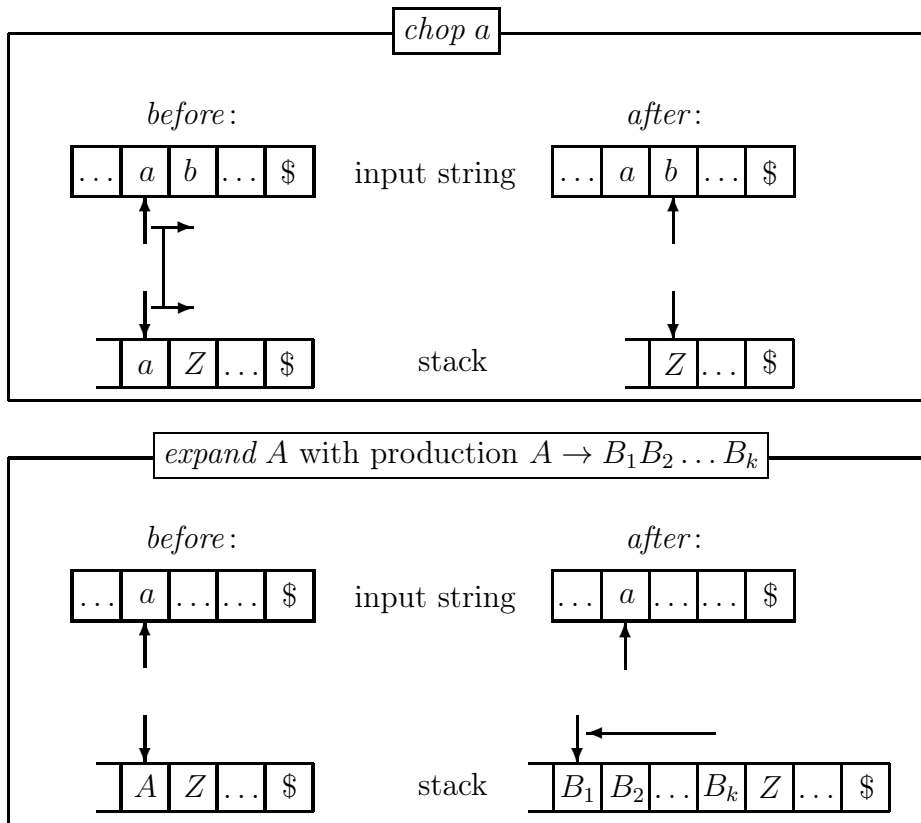 chop a
before: after:
… a b … $ input string … a b … $
a Z … $ stack Z … $
expand A with production A → B₁B₂ … Bₖ
before: after:
… a … … $ input string … a … … $
A Z … $ stack B₁ B₂ … Bₖ Z … $